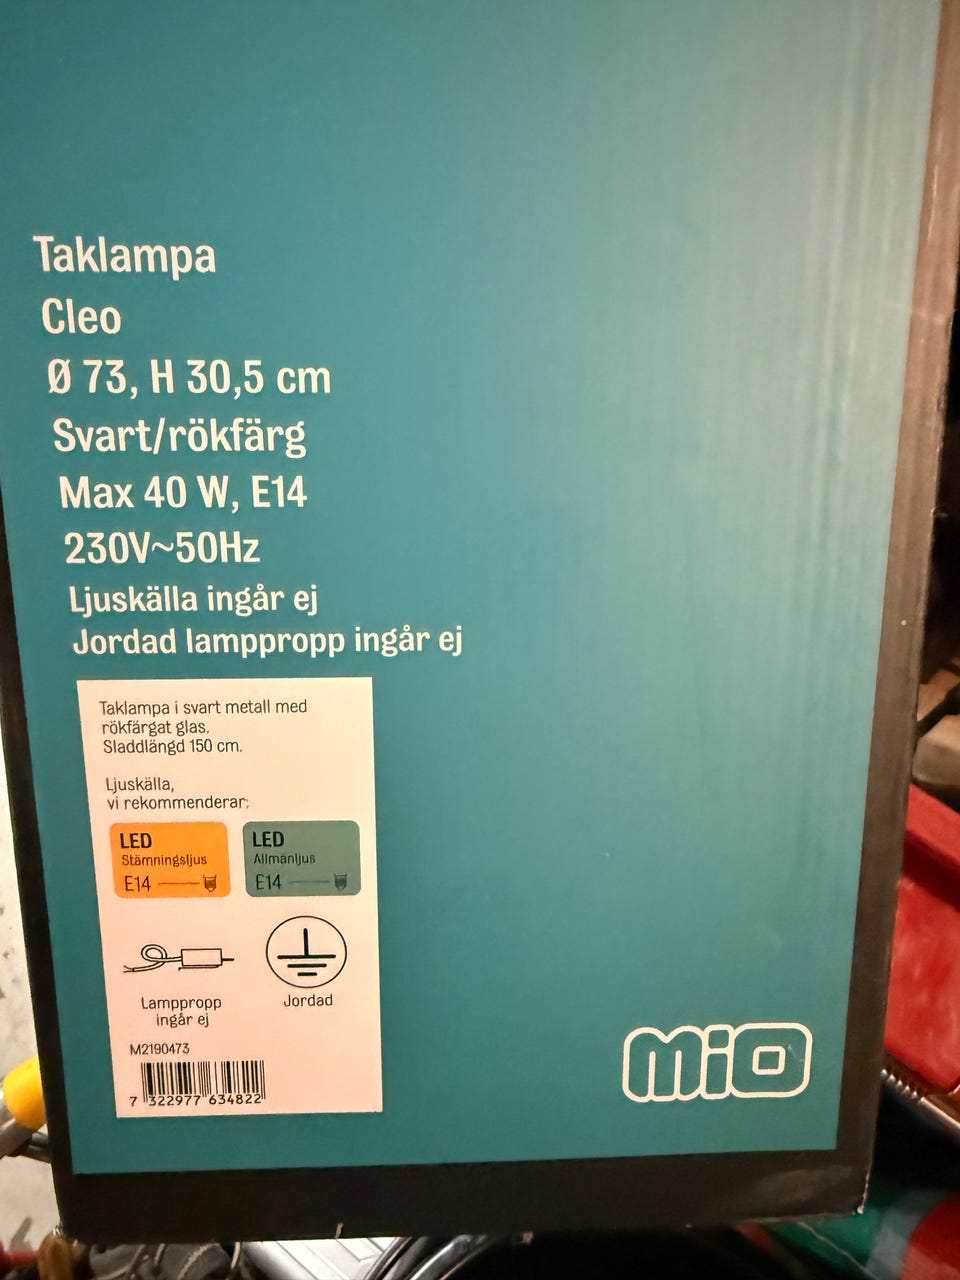 Taklampa
Cleo
Ø 73, H 30,5 cm
Svart/rökfärg
Max 40 W, E14
230V~50Hz
Ljuskälla ingår ej
Jordad lamppropp ingår ej
Taklampa i svart metall med
rökfärgat glas.
Sladdlängd 150 cm.
Ljuskälla,
vi rekommenderar:
LED
Stämningsljus
E14
LED
Allmänljus
E14
Lamppropp
ingår ej
Jordad
M2190473
7 322977 634822
mio